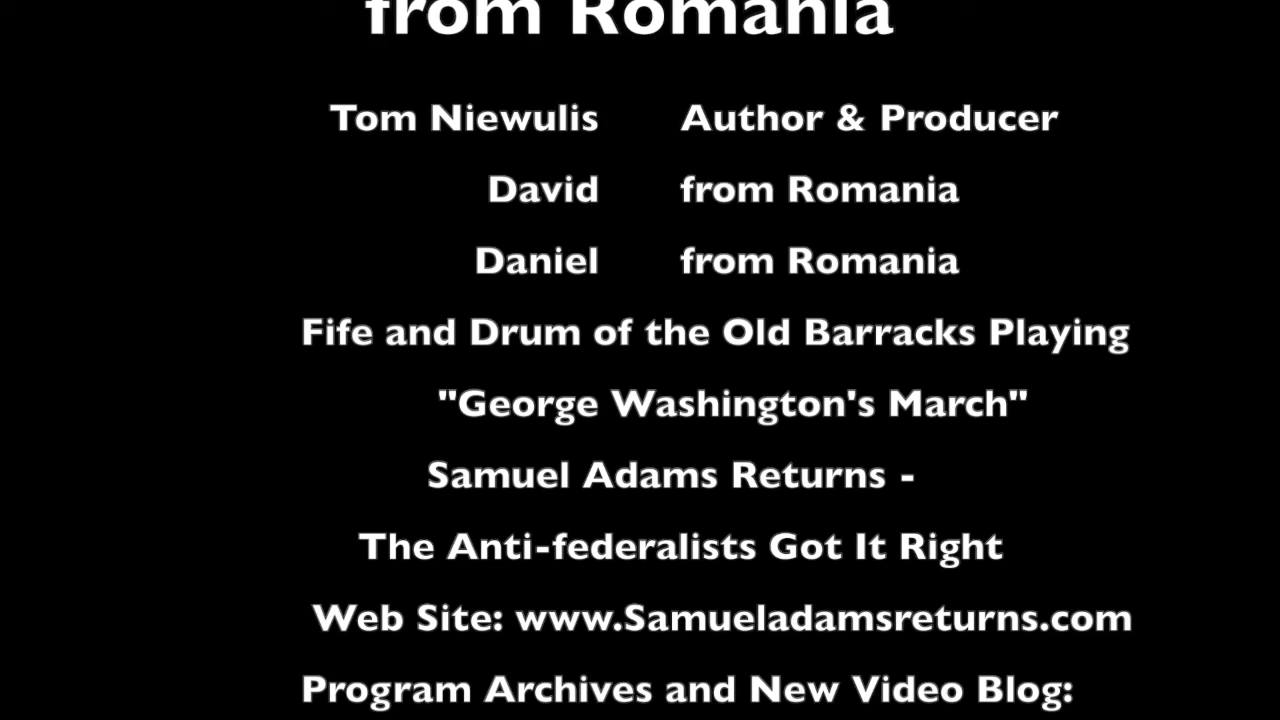 from Romania
Tom Niewulis Author & Producer
David from Romania
Daniel from Romania
Fife and Drum of the Old Barracks Playing
"George Washington's March"
Samuel Adams Returns -
The Anti-federalists Got It Right
Web Site: www.Samueladamsreturns.com
Program Archives and New Video Blog: